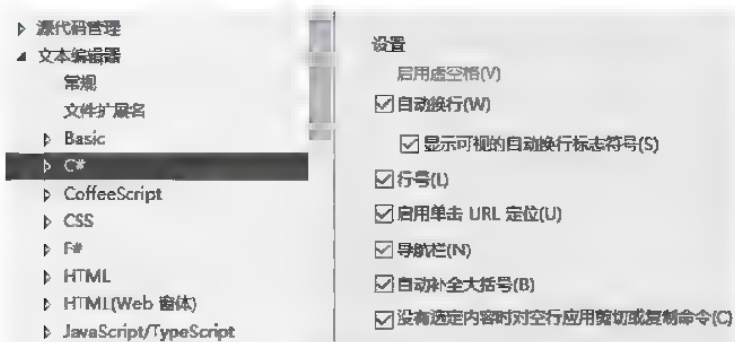 源代码管理
文本编辑器
常规
文件扩展名
Basic
C#
CoffeeScript
CSS
F#
HTML
HTML(Web 窗体)
JavaScript/TypeScript
设置
启用虚空格(V)
自动换行(W)
显示可视的自动换行标志符号(S)
行号(L)
启用单击 URL 定位(U)
导航栏(N)
自动补全大括号(B)
没有选定内容时对空行应用剪切或复制命令(C)